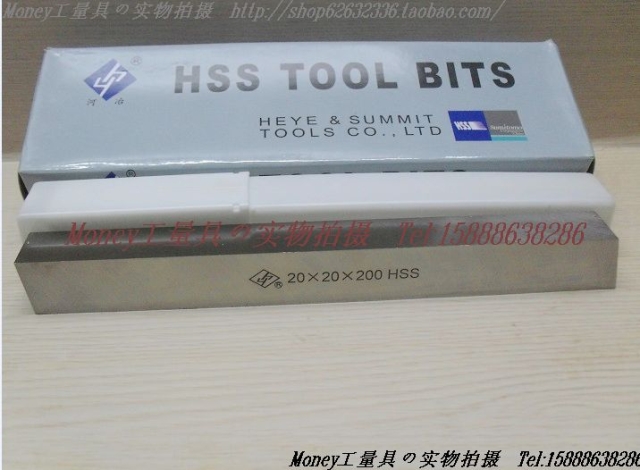 Money工量具の实物拍摄 http://shop62632336.taobao.com/
®
河冶
HSS TOOL BITS
HEYE & SUMMIT
TOOLS CO., LTD
HSS
TOOL BITS
Money工量具の实物拍摄 Tel:15888638286
® 20×20×200 HSS
Money工量具の实物拍摄 Tel:15888638286